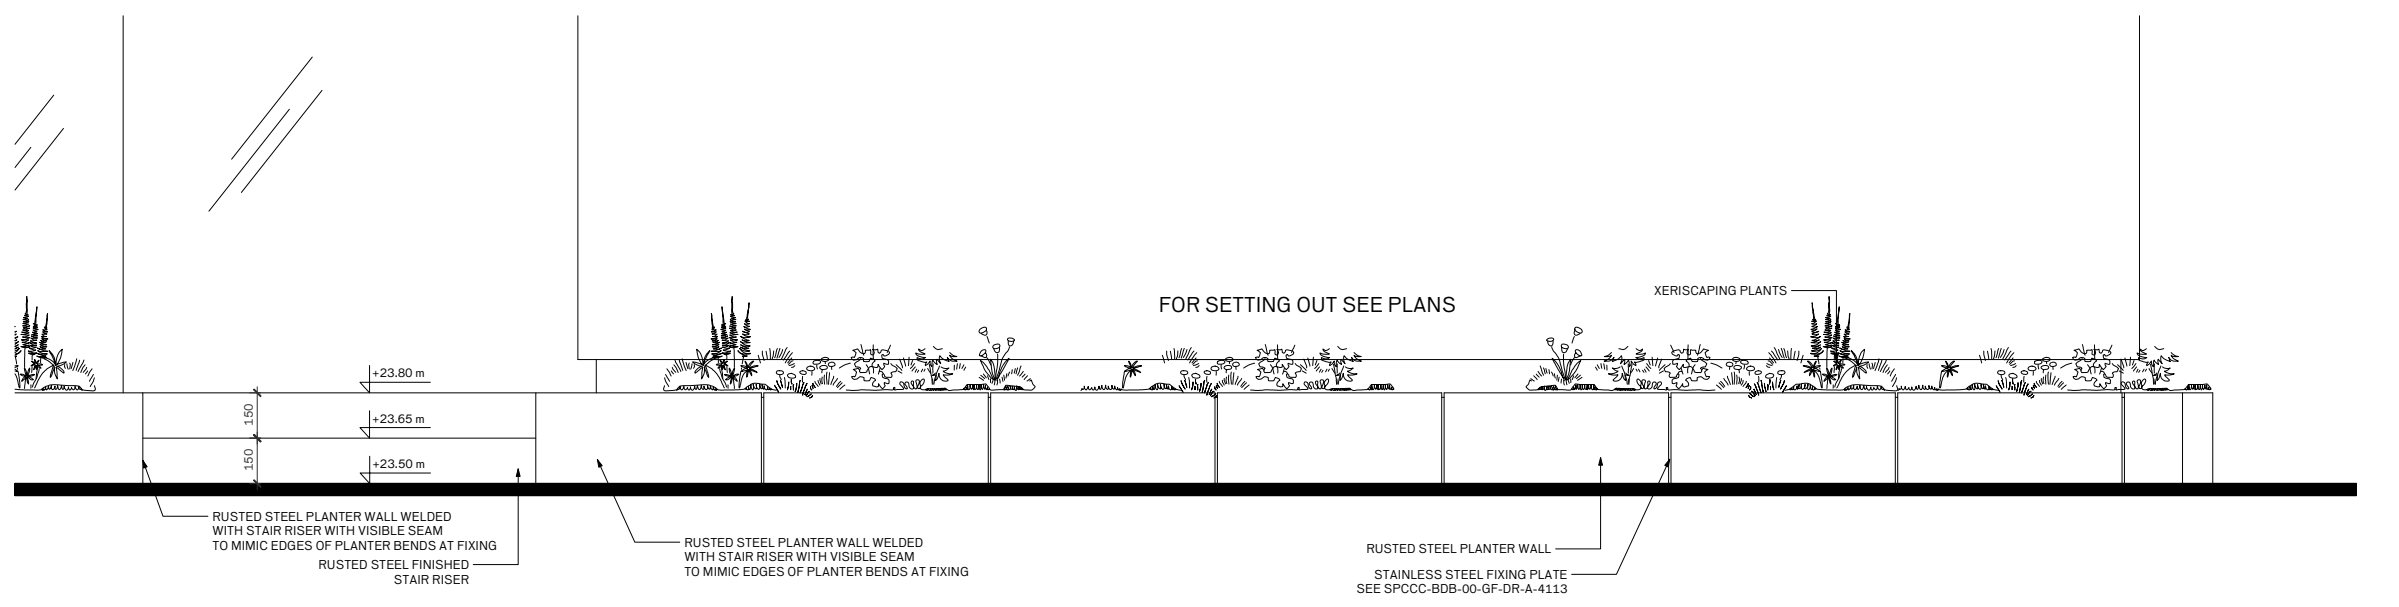 FOR SETTING OUT SEE PLANS
XERISCAPING PLANTS
+23.80 m
150
+23.65 m
150
+23.50 m
RUSTED STEEL PLANTER WALL WELDED
WITH STAIR RISER WITH VISIBLE SEAM
TO MIMIC EDGES OF PLANTER BENDS AT FIXING
RUSTED STEEL FINISHED
STAIR RISER
RUSTED STEEL PLANTER WALL WELDED
WITH STAIR RISER WITH VISIBLE SEAM
TO MIMIC EDGES OF PLANTER BENDS AT FIXING
RUSTED STEEL PLANTER WALL
STAINLESS STEEL FIXING PLATE
SEE SPCCC-BDB-00-GF-DR-A-4113